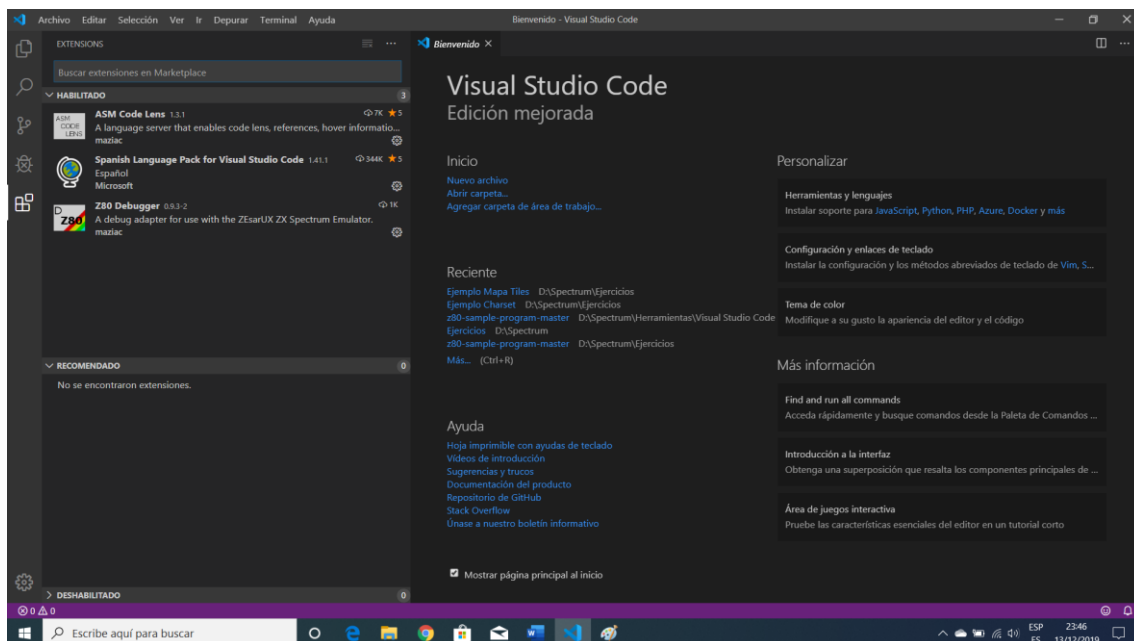 Archivo Editar Selección Ver Ir Depurar Terminal Ayuda
Bienvenido - Visual Studio Code
EXTENSIONS
Buscar extensiones en Marketplace
HABILITADO 3
ASM CODE LENS
ASM Code Lens 1.3.1 7K ★5
A language server that enables code lens, references, hover informatio...
maziac
Spanish Language Pack for Visual Studio Code 1.41.1 344K ★5
Español
Microsoft
Z80
Z80 Debugger 0.9.3-2 1K
A debug adapter for use with the ZEsarUX ZX Spectrum Emulator.
maziac
RECOMENDADO 0
No se encontraron extensiones.
DESHABILITADO 0
Bienvenido
Visual Studio Code
Edición mejorada
Inicio
Nuevo archivo
Abrir carpeta...
Agregar carpeta de área de trabajo...
Reciente
Ejemplo Mapa Tiles D:\Spectrum\Ejercicios
Ejemplo Charset D:\Spectrum\Ejercicios
z80-sample-program-master D:\Spectrum\Herramientas\Visual Studio Code
Ejercicios D:\Spectrum
z80-sample-program-master D:\Spectrum\Ejercicios
Más... (Ctrl+R)
Ayuda
Hoja imprimible con ayudas de teclado
Vídeos de introducción
Sugerencias y trucos
Documentación del producto
Repositorio de GitHub
Stack Overflow
Únase a nuestro boletín informativo
Mostrar página principal al inicio
Personalizar
Herramientas y lenguajes
Instalar soporte para JavaScript, Python, PHP, Azure, Docker y más
Configuración y enlaces de teclado
Instalar la configuración y los métodos abreviados de teclado de Vim, S...
Tema de color
Modifique a su gusto la apariencia del editor y el código
Más información
Find and run all commands
Acceda rápidamente y busque comandos desde la Paleta de Comandos ...
Introducción a la interfaz
Obtenga una superposición que resalta los componentes principales de ...
Área de juegos interactiva
Pruebe las características esenciales del editor en un tutorial corto
0 0
Escribe aquí para buscar
ESP
ES
23:46
13/12/2019